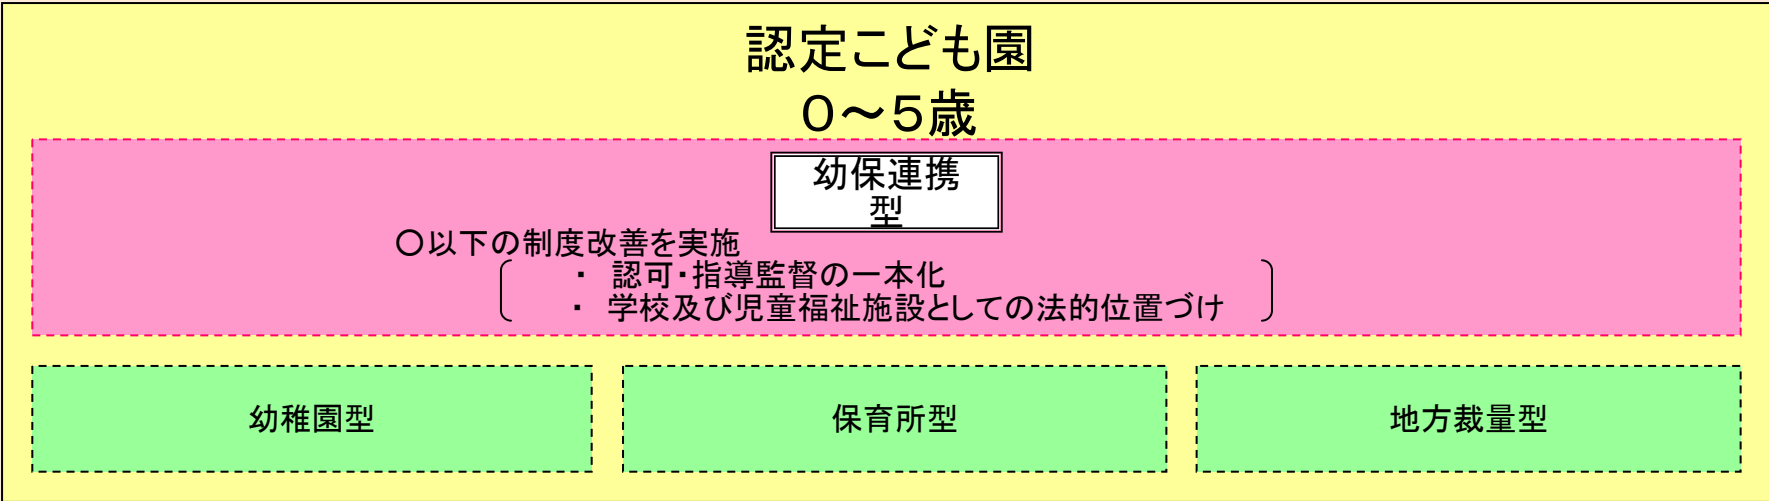 認定こども園
０～５歳
幼保連携
型
○以下の制度改善を実施
・ 認可・指導監督の一本化
・ 学校及び児童福祉施設としての法的位置づけ
幼稚園型
保育所型
地方裁量型